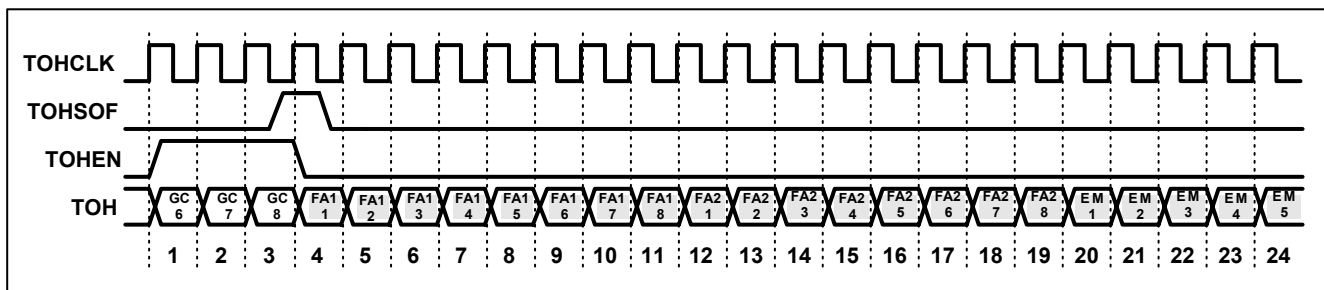 TOHCLK
TOHSOF
TOHEN
TOH
GC GC GC FA1 FA1 FA1 FA1 FA1 FA1 FA1 FA1 FA2 FA2 FA2 FA2 FA2 FA2 FA2 FA2 EM EM EM EM EM
6 7 8 1 2 3 4 5 6 7 8 1 2 3 4 5 6 7 8 1 2 3 4 5
1 2 3 4 5 6 7 8 9 10 11 12 13 14 15 16 17 18 19 20 21 22 23 24